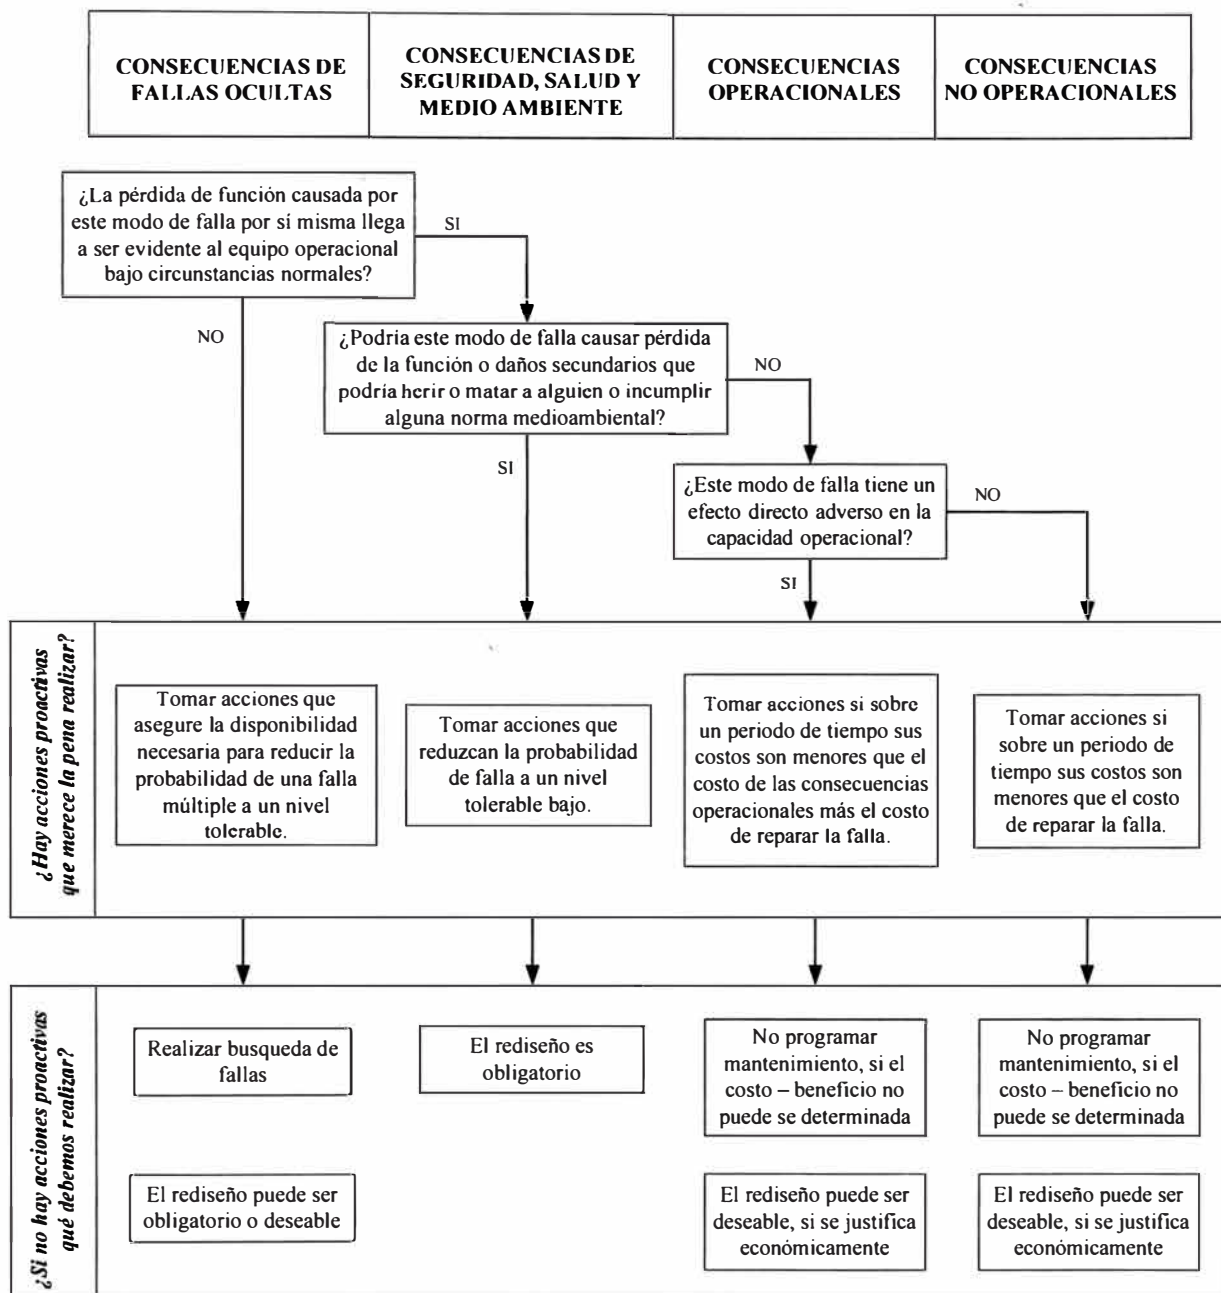 CONSECUENCIAS DE
FALLAS OCULTAS
CONSECUENCIAS DE
SEGURIDAD, SALUD Y
MEDIO AMBIENTE
CONSECUENCIAS
OPERACIONALES
CONSECUENCIAS
NO OPERACIONALES
¿La pérdida de función causada por
este modo de falla por sí misma llega
a ser evidente al equipo operacional
bajo circunstancias normales?
SI
NO
¿Podría este modo de falla causar pérdida
de la función o daños secundarios que
podría herir o matar a alguien o incumplir
alguna norma medioambiental?
NO
SI
¿Este modo de falla tiene un
efecto directo adverso en la
capacidad operacional?
NO
SI
¿Hay acciones proactivas
que merece la pena realizar?
Tomar acciones que
asegure la disponibilidad
necesaria para reducir la
probabilidad de una falla
múltiple a un nivel
tolerable.
Tomar acciones que
reduzcan la probabilidad
de falla a un nivel
tolerable bajo.
Tomar acciones si sobre
un periodo de tiempo sus
costos son menores que el
costo de las consecuencias
operacionales más el costo
de reparar la falla.
Tomar acciones si
sobre un periodo de
tiempo sus costos son
menores que el costo
de reparar la falla.
¿Si no hay acciones proactivas
qué debemos realizar?
Realizar busqueda de
fallas
El rediseño es
obligatorio
No programar
mantenimiento, si el
costo – beneficio no
puede se determinada
No programar
mantenimiento, si el
costo – beneficio no
puede se determinada
El rediseño puede ser
obligatorio o deseable
El rediseño puede ser
deseable, si se justifica
económicamente
El rediseño puede ser
deseable, si se justifica
económicamente